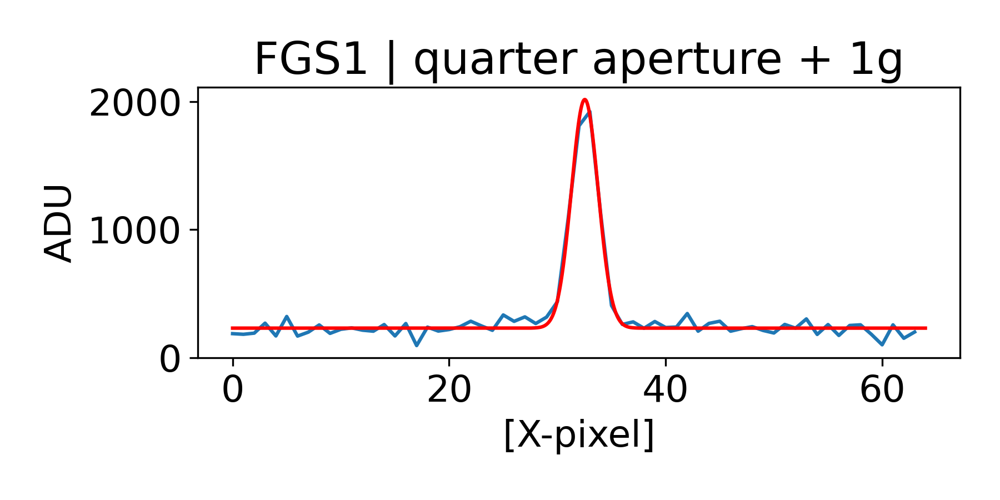 FGS1 | quarter aperture + 1g
2000
1000
0
ADU
0 20 40 60
[X-pixel]